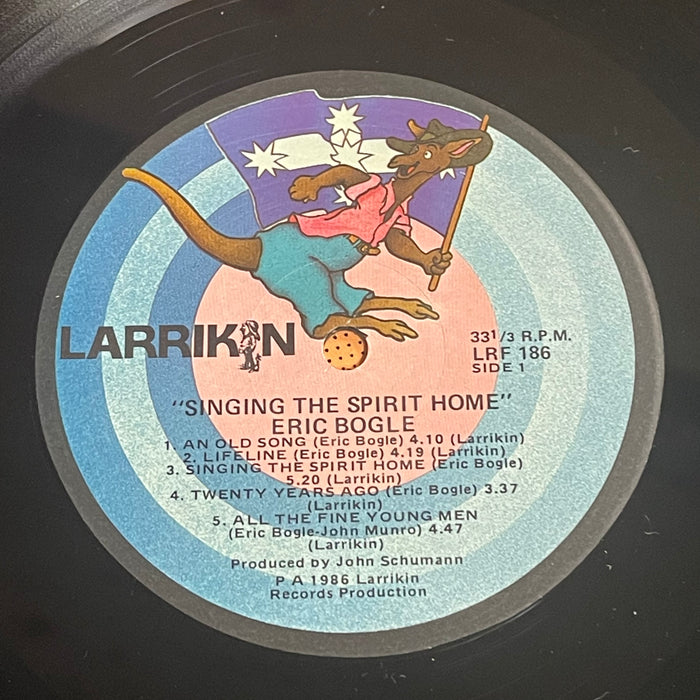 LARRIKIN
33 1/3 R.P.M.
LRF 186
SIDE 1
"SINGING THE SPIRIT HOME"
ERIC BOGLE
1. AN OLD SONG (Eric Bogle) 4.10 (Larrikin)
2. LIFELINE (Eric Bogle) 4.19 (Larrikin)
3. SINGING THE SPIRIT HOME (Eric Bogle)
5.20 (Larrikin)
4. TWENTY YEARS AGO (Eric Bogle) 3.37
(Larrikin)
5. ALL THE FINE YOUNG MEN
(Eric Bogle-John Munro) 4.47
(Larrikin)
Produced by John Schumann
P A 1986 Larrikin
Records Production